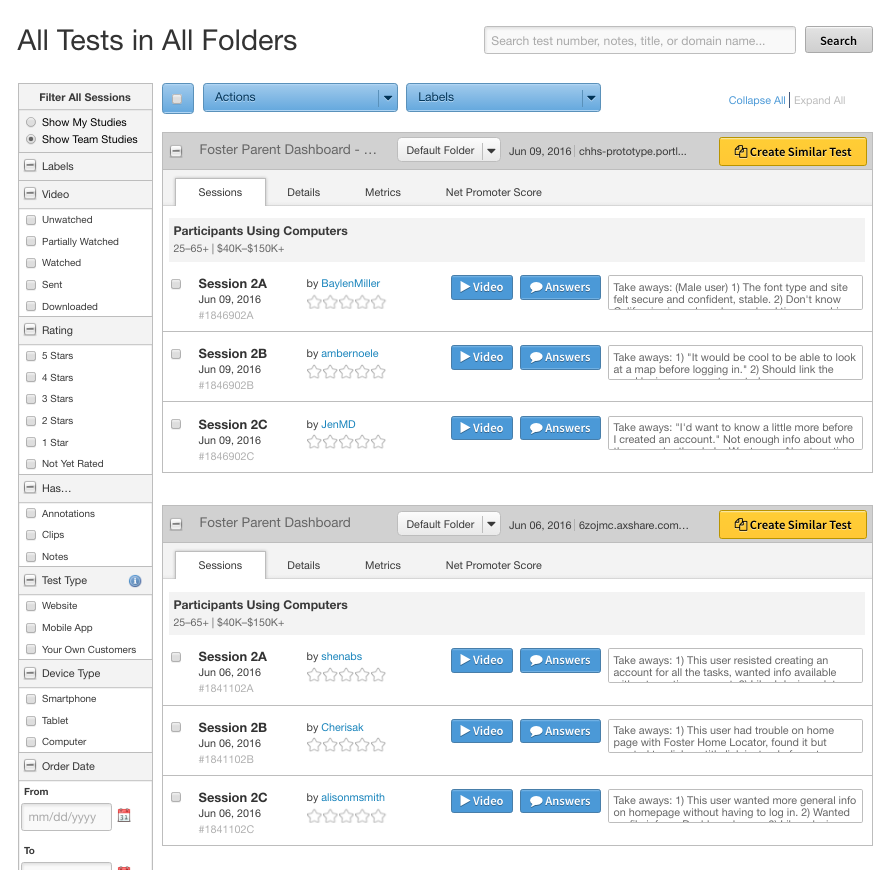 All Tests in All Folders
Search test number, notes, title, or domain name...
Search
Filter All Sessions
Show My Studies
Show Team Studies
Labels
Video
Unwatched
Partially Watched
Watched
Sent
Downloaded
Rating
5 Stars
4 Stars
3 Stars
2 Stars
1 Star
Not Yet Rated
Has...
Annotations
Clips
Notes
Test Type
Website
Mobile App
Your Own Customers
Device Type
Smartphone
Tablet
Computer
Order Date
From
mm/dd/yyyy
To
Actions
Labels
Collapse All
Expand All
Foster Parent Dashboard - ...
Default Folder
Jun 09, 2016
chhs-prototype.portl...
Create Similar Test
Sessions
Details
Metrics
Net Promoter Score
Participants Using Computers
25–65+ | $40K–$150K+
Session 2A
Jun 09, 2016
#1846902A
by BaylenMiller
Video
Answers
Take aways: (Male user) 1) The font type and site
felt secure and confident, stable. 2) Don't know
Session 2B
Jun 09, 2016
#1846902B
by ambernoele
Video
Answers
Take aways: 1) "It would be cool to be able to look
at a map before logging in." 2) Should link the
Session 2C
Jun 09, 2016
#1846902C
by JenMD
Video
Answers
Take aways: "I'd want to know a little more before
I created an account." Not enough info about who
Foster Parent Dashboard
Default Folder
Jun 06, 2016
6zojmc.axshare.com...
Create Similar Test
Sessions
Details
Metrics
Net Promoter Score
Participants Using Computers
25–65+ | $40K–$150K+
Session 2A
Jun 06, 2016
#1841102A
by shenabs
Video
Answers
Take aways: 1) This user resisted creating an
account for all the tasks, wanted info available
Session 2B
Jun 06, 2016
#1841102B
by Cherisak
Video
Answers
Take aways: 1) This user had trouble on home
page with Foster Home Locator, found it but
Session 2C
Jun 06, 2016
#1841102C
by alisonmsmith
Video
Answers
Take aways: 1) This user wanted more general info
on homepage without having to log in. 2) Wanted